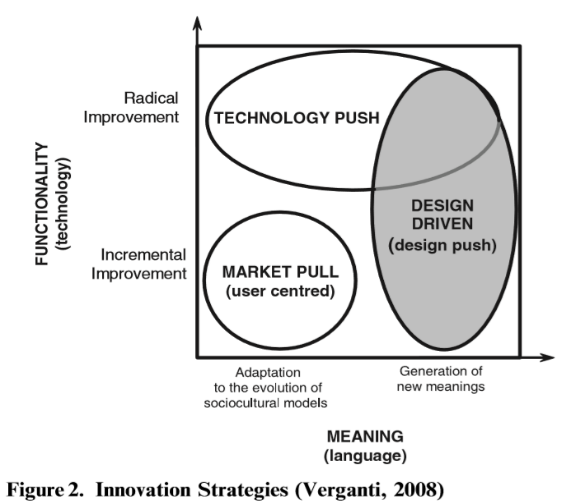 FUNCTIONALITY
(technology)
Radical
Improvement
TECHNOLOGY PUSH
DESIGN
DRIVEN
(design push)
Incremental
Improvement
MARKET PULL
(user centred)
Adaptation
to the evolution of
sociocultural models
Generation of
new meanings
MEANING
(language)
Figure 2. Innovation Strategies (Verganti, 2008)